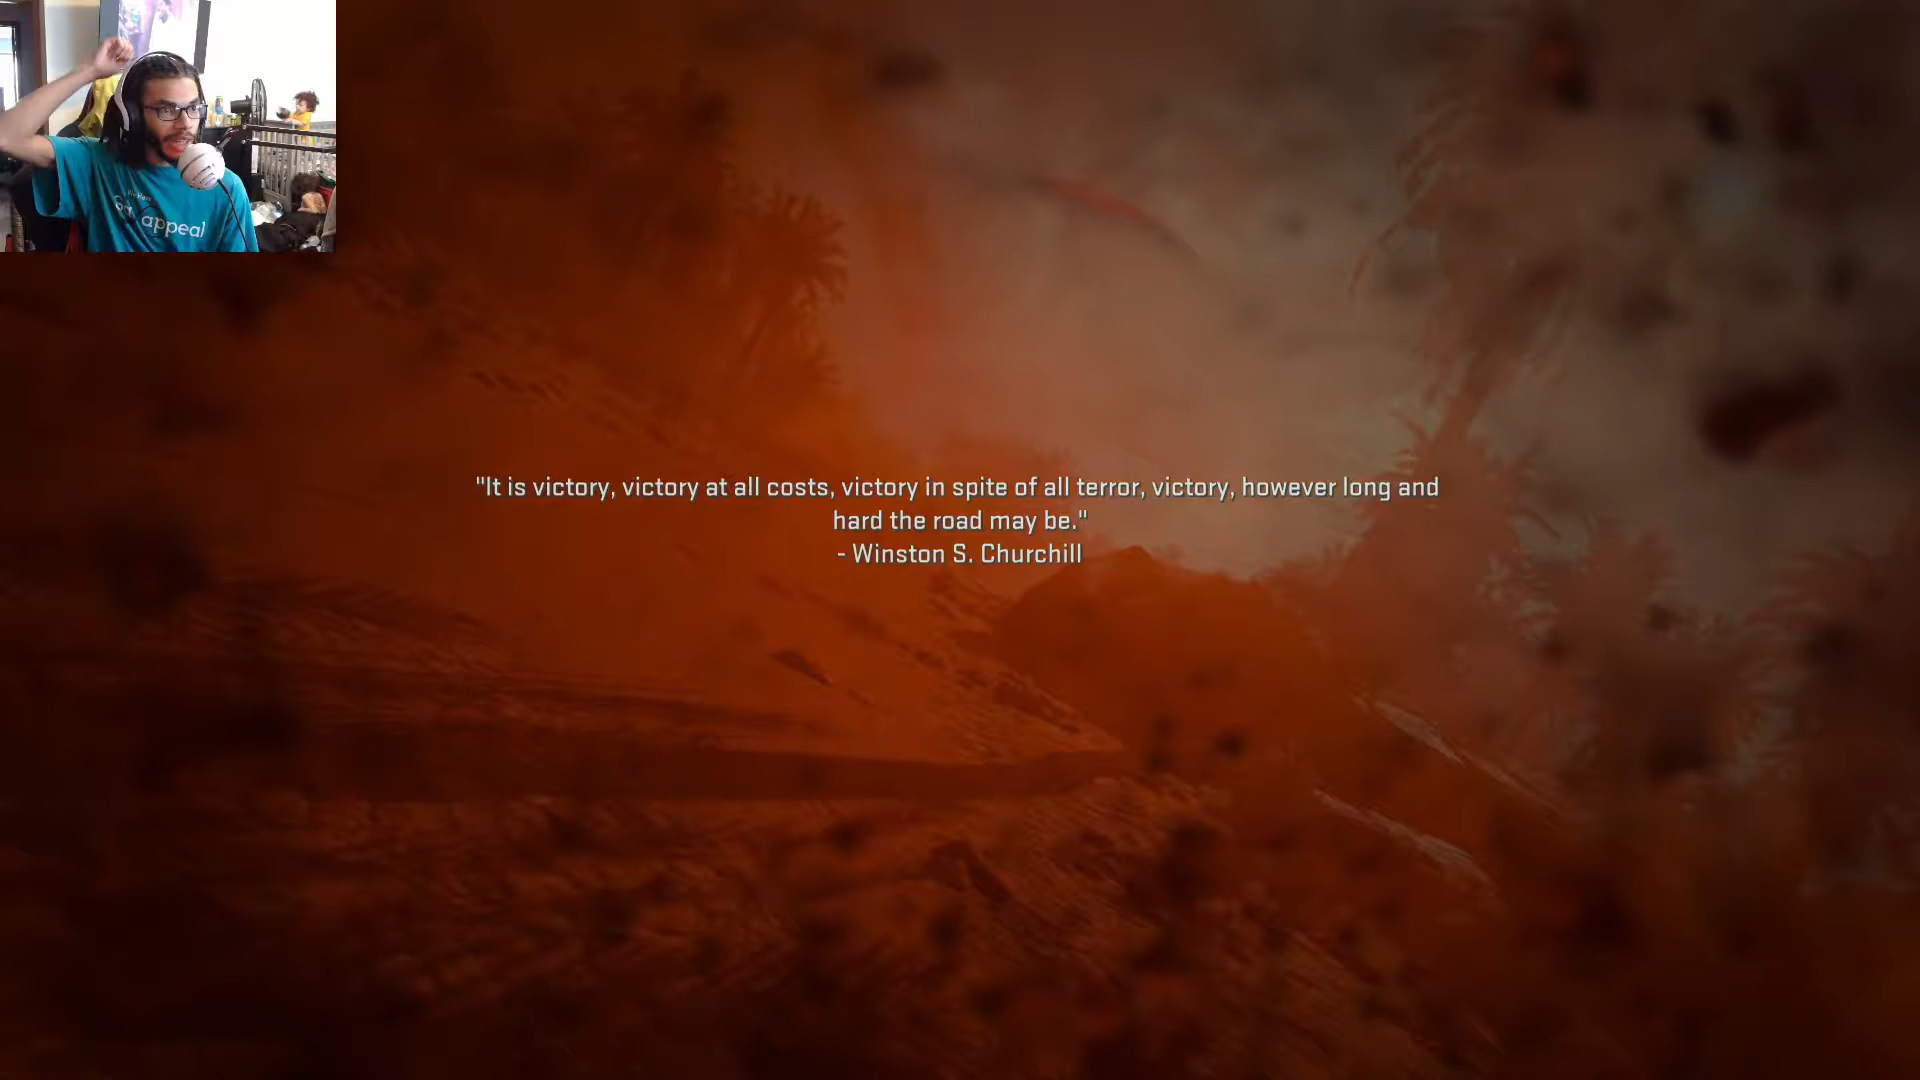 "It is victory, victory at all costs, victory in spite of all terror, victory, however long and
hard the road may be."
- Winston S. Churchill
appeal